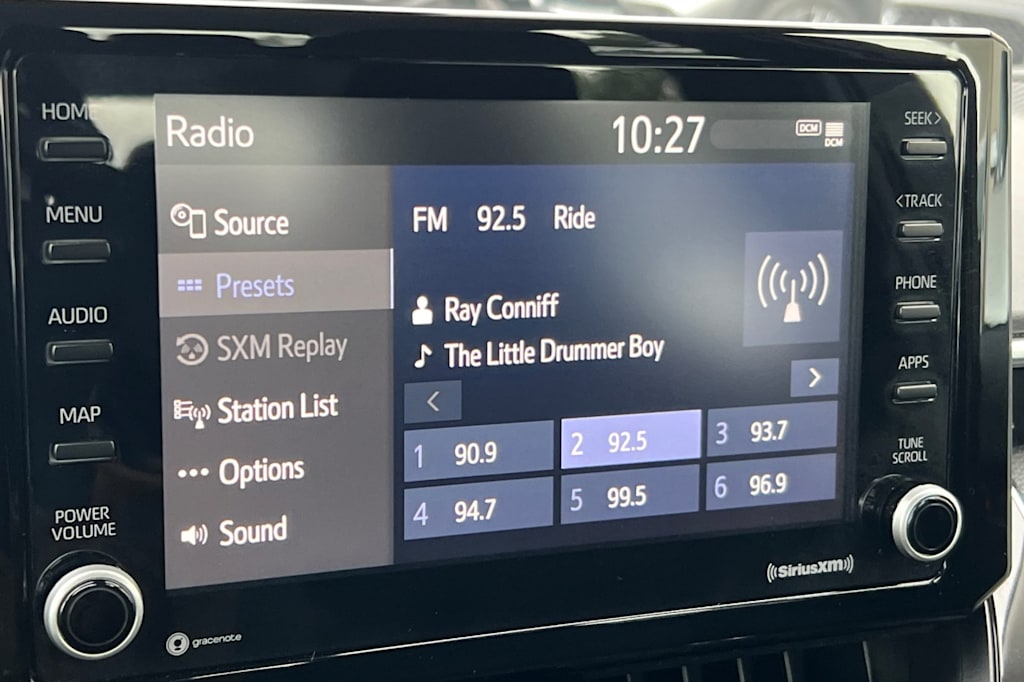 HOME
MENU
AUDIO
MAP
POWER
VOLUME
Radio
10:27
DCM
DCM
Source
Presets
SXM Replay
Station List
Options
Sound
FM 92.5 Ride
Ray Conniff
The Little Drummer Boy
<
>
1 90.9
2 92.5
3 93.7
4 94.7
5 99.5
6 96.9
SEEK>
<TRACK
PHONE
APPS
TUNE
SCROLL
gracenote
((SiriusXM))